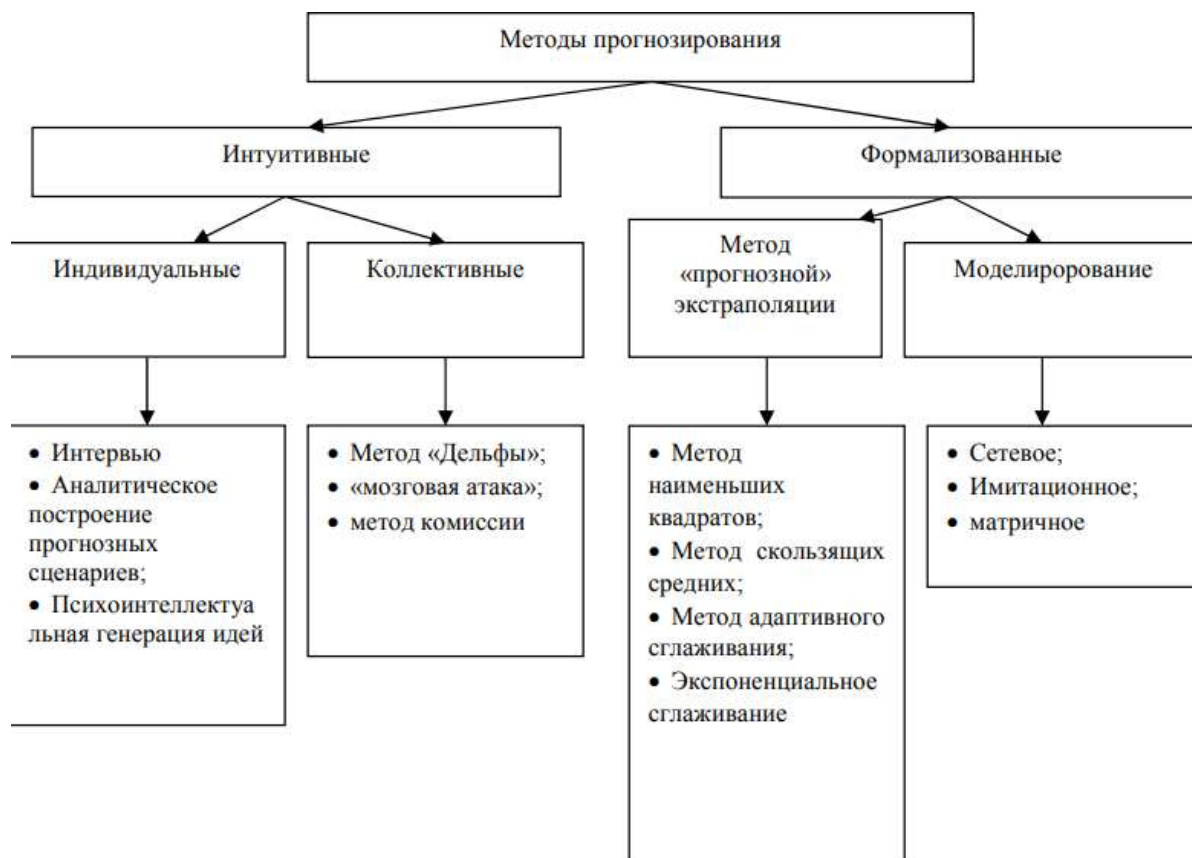 Методы прогнозирования
Интуитивные
Формализованные
Индивидуальные
Коллективные
Метод
«прогнозной»
экстраполяции
Моделирорование
• Интервью
• Аналитическое
построение
прогнозных
сценариев;
• Психоинтеллектуа
льная генерация идей
• Метод «Дельфы»;
• «мозговая атака»;
• метод комиссии
• Метод
наименьших
квадратов;
• Метод скользящих
средних;
• Метод адаптивного
сглаживания;
• Экспоненциальное
сглаживание
• Сетевое;
• Имитационное;
• матричное